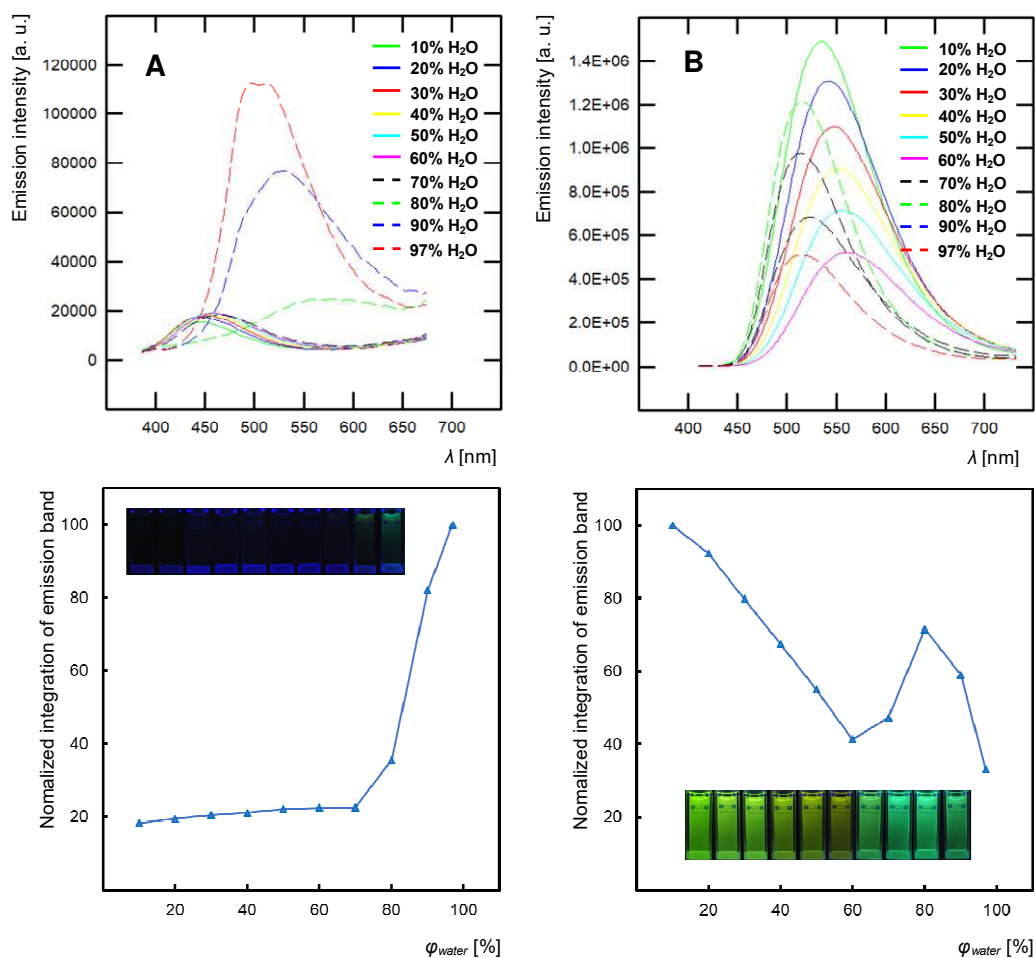 Emission intensity [a. u.]
120000
100000
80000
60000
40000
20000
0
A
10% H₂O
20% H₂O
30% H₂O
40% H₂O
50% H₂O
60% H₂O
70% H₂O
80% H₂O
90% H₂O
97% H₂O
400 450 500 550 600 650 700
λ [nm]
Emission intensity [a. u.]
1.4E+06
1.2E+06
1.0E+06
8.0E+05
6.0E+05
4.0E+05
2.0E+05
0.0E+00
B
10% H₂O
20% H₂O
30% H₂O
40% H₂O
50% H₂O
60% H₂O
70% H₂O
80% H₂O
90% H₂O
97% H₂O
400 450 500 550 600 650 700
λ [nm]
Nomalized integration of emission band
100
80
60
40
20
20 40 60 80 100
φwater [%]
Nomalized integration of emission band
100
80
60
40
20
20 40 60 80 100
φwater [%]